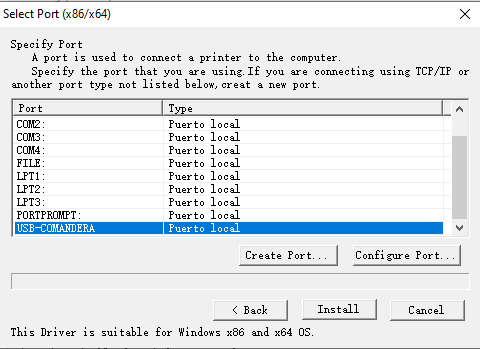 Select Port (x86/x64)
Specify Port
A port is used to connect a printer to the computer.
Specify the port that you are using.If you are connecting using TCP/IP or
another port type not listed below,creat a new port.
Port Type
COM2: Puerto local
COM3: Puerto local
COM4: Puerto local
FILE: Puerto local
LPT1: Puerto local
LPT2: Puerto local
LPT3: Puerto local
PORTPROMPT: Puerto local
USB-COMANDERA Puerto local
Create Port... Configure Port...
< Back Install Cancel
This Driver is suitable for Windows x86 and x64 OS.